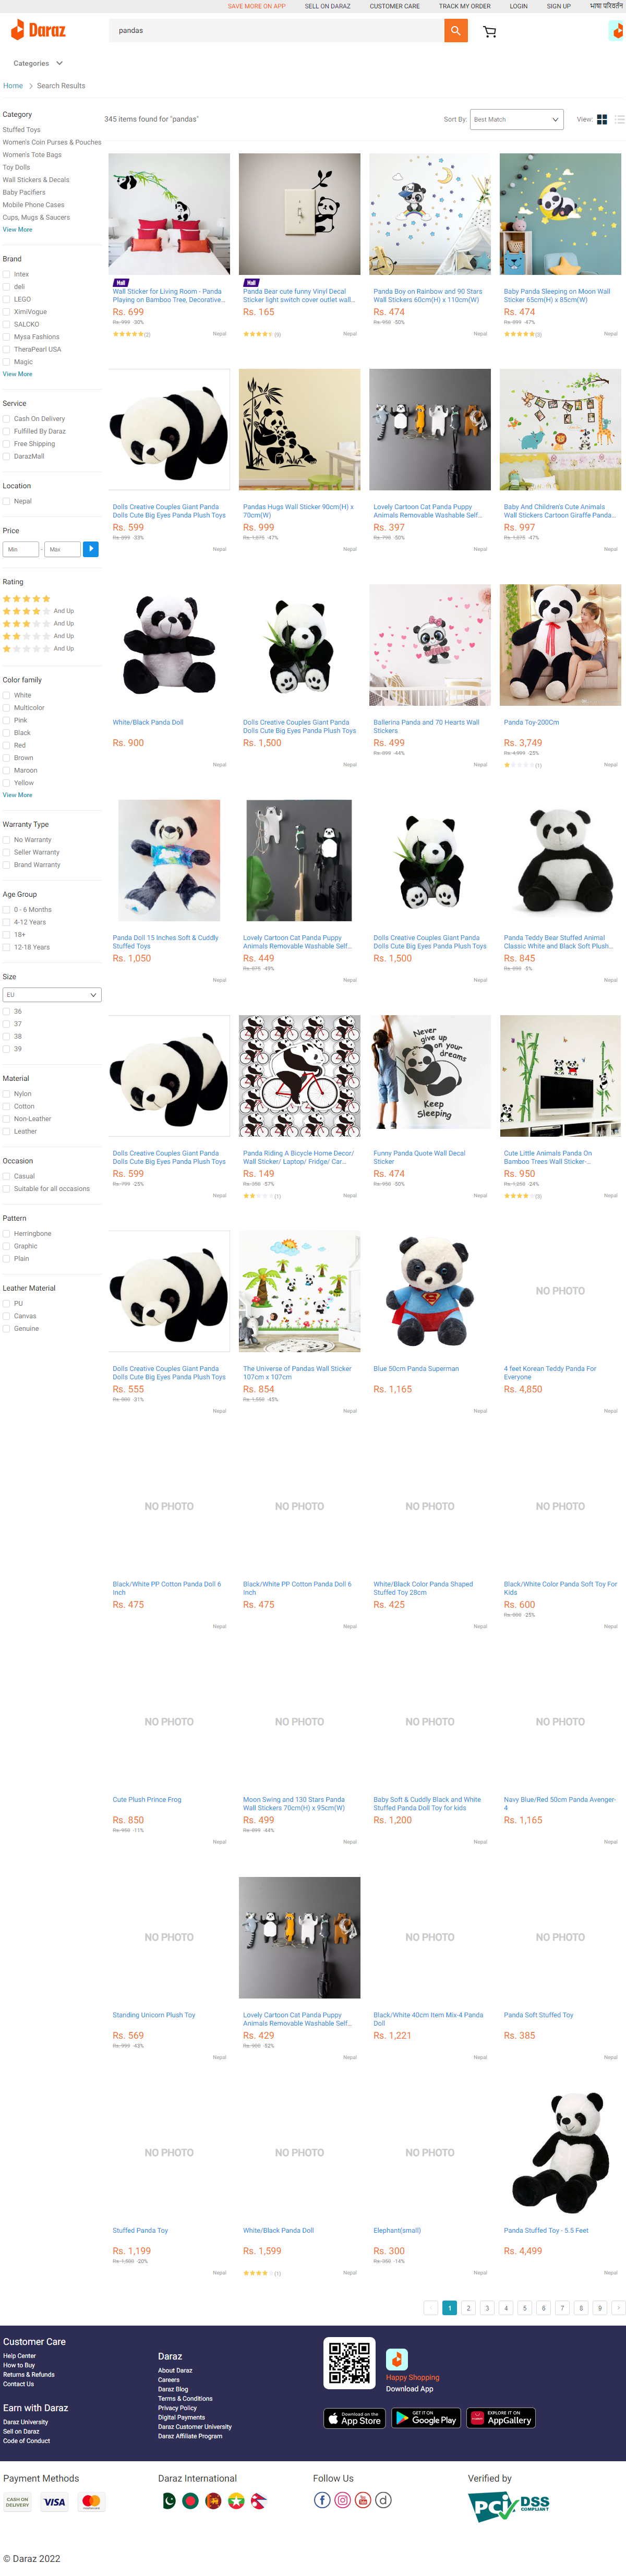 SAVE MORE ON APP SELL ON DARAZ CUSTOMER CARE TRACK MY ORDER LOGIN SIGN UP भाषा परिवर्तन
Daraz
pandas
Categories
Home Search Results
Category
Stuffed Toys
Women's Coin Purses & Pouches
Women's Tote Bags
Toy Dolls
Wall Stickers & Decals
Baby Pacifiers
Mobile Phone Cases
Cups, Mugs & Saucers
View More
Brand
Intex
deli
LEGO
XimiVogue
SALCKO
Mysa Fashions
TheraPearl USA
Magic
View More
Service
Cash On Delivery
Fulfilled By Daraz
Free Shipping
DarazMall
Location
Nepal
Price
Min - Max
Rating
And Up
And Up
And Up
And Up
Color family
White
Multicolor
Pink
Black
Red
Brown
Maroon
Yellow
View More
Warranty Type
No Warranty
Seller Warranty
Brand Warranty
Age Group
0 - 6 Months
4-12 Years
18+
12-18 Years
Size
EU
36
37
38
39
Material
Nylon
Cotton
Non-Leather
Leather
Occasion
Casual
Suitable for all occasions
Pattern
Herringbone
Graphic
Plain
Leather Material
PU
Canvas
Genuine
345 items found for "pandas"
Sort By: Best Match View:
Mall
Wall Sticker for Living Room - Panda
Playing on Bamboo Tree, Decorative...
Rs. 699
Rs. 999 -30%
(2) Nepal
Mall
Panda Bear cute funny Vinyl Decal
Sticker light switch cover outlet wall...
Rs. 165
(9) Nepal
Panda Boy on Rainbow and 90 Stars
Wall Stickers 60cm(H) x 110cm(W)
Rs. 474
Rs. 950 -50%
Nepal
Baby Panda Sleeping on Moon Wall
Sticker 65cm(H) x 85cm(W)
Rs. 474
Rs. 899 -47%
(3) Nepal
Dolls Creative Couples Giant Panda
Dolls Cute Big Eyes Panda Plush Toys
Rs. 599
Rs. 899 -33%
Nepal
Pandas Hugs Wall Sticker 90cm(H) x
70cm(W)
Rs. 999
Rs. 1,875 -47%
Nepal
Lovely Cartoon Cat Panda Puppy
Animals Removable Washable Self...
Rs. 397
Rs. 790 -50%
Nepal
Baby And Children's Cute Animals
Wall Stickers Cartoon Giraffe Panda...
Rs. 997
Rs. 1,875 -47%
Nepal
White/Black Panda Doll
Rs. 900
Nepal
Dolls Creative Couples Giant Panda
Dolls Cute Big Eyes Panda Plush Toys
Rs. 1,500
Nepal
Ballerina Panda and 70 Hearts Wall
Stickers
Rs. 499
Rs. 899 -44%
Nepal
Panda Toy-200Cm
Rs. 3,749
Rs. 4,999 -25%
(1) Nepal
Panda Doll 15 Inches Soft & Cuddly
Stuffed Toys
Rs. 1,050
Nepal
Lovely Cartoon Cat Panda Puppy
Animals Removable Washable Self...
Rs. 449
Rs. 875 -49%
Nepal
Dolls Creative Couples Giant Panda
Dolls Cute Big Eyes Panda Plush Toys
Rs. 1,500
Nepal
Panda Teddy Bear Stuffed Animal
Classic White and Black Soft Plush...
Rs. 845
Rs. 890 -5%
Nepal
Dolls Creative Couples Giant Panda
Dolls Cute Big Eyes Panda Plush Toys
Rs. 599
Rs. 799 -25%
Nepal
Panda Riding A Bicycle Home Decor/
Wall Sticker/ Laptop/ Fridge/ Car...
Rs. 149
Rs. 350 -57%
(1) Nepal
Never
give up
on your
dreams
Keep
Sleeping
Funny Panda Quote Wall Decal
Sticker
Rs. 474
Rs. 950 -50%
Nepal
Cute Little Animals Panda On
Bamboo Trees Wall Sticker-...
Rs. 950
Rs. 1,250 -24%
(3) Nepal
Dolls Creative Couples Giant Panda
Dolls Cute Big Eyes Panda Plush Toys
Rs. 555
Rs. 800 -31%
Nepal
The Universe of Pandas Wall Sticker
107cm x 107cm
Rs. 854
Rs. 1,550 -45%
Nepal
Blue 50cm Panda Superman
Rs. 1,165
Nepal
NO PHOTO
4 feet Korean Teddy Panda For
Everyone
Rs. 4,850
Nepal
NO PHOTO
Black/White PP Cotton Panda Doll 6
Inch
Rs. 475
Nepal
NO PHOTO
Black/White PP Cotton Panda Doll 6
Inch
Rs. 475
Nepal
NO PHOTO
White/Black Color Panda Shaped
Stuffed Toy 28cm
Rs. 425
Nepal
NO PHOTO
Black/White Color Panda Soft Toy For
Kids
Rs. 600
Rs. 800 -25%
Nepal
NO PHOTO
Cute Plush Prince Frog
Rs. 850
Rs. 950 -11%
Nepal
NO PHOTO
Moon Swing and 130 Stars Panda
Wall Stickers 70cm(H) x 95cm(W)
Rs. 499
Rs. 899 -44%
Nepal
NO PHOTO
Baby Soft & Cuddly Black and White
Stuffed Panda Doll Toy for kids
Rs. 1,200
Nepal
NO PHOTO
Navy Blue/Red 50cm Panda Avenger-
4
Rs. 1,165
Nepal
NO PHOTO
Standing Unicorn Plush Toy
Rs. 569
Rs. 999 -43%
Nepal
Lovely Cartoon Cat Panda Puppy
Animals Removable Washable Self...
Rs. 429
Rs. 900 -52%
Nepal
NO PHOTO
Black/White 40cm Item Mix-4 Panda
Doll
Rs. 1,221
Nepal
NO PHOTO
Panda Soft Stuffed Toy
Rs. 385
Nepal
NO PHOTO
Stuffed Panda Toy
Rs. 1,199
Rs. 1,500 -20%
Nepal
NO PHOTO
White/Black Panda Doll
Rs. 1,599
(1) Nepal
NO PHOTO
Elephant(small)
Rs. 300
Rs. 350 -14%
Nepal
Panda Stuffed Toy - 5.5 Feet
Rs. 4,499
Nepal
1 2 3 4 5 6 7 8 9
Customer Care
Help Center
How to Buy
Returns & Refunds
Contact Us
Earn with Daraz
Daraz University
Sell on Daraz
Code of Conduct
Daraz
About Daraz
Careers
Daraz Blog
Terms & Conditions
Privacy Policy
Digital Payments
Daraz Customer University
Daraz Affiliate Program
Happy Shopping
Download App
Download on the
App Store
GET IT ON
Google Play
EXPLORE IT ON
AppGallery
Payment Methods
CASH ON
DELIVERY
VISA
Daraz International
Follow Us
Verified by
PCI DSS
COMPLIANT
© Daraz 2022